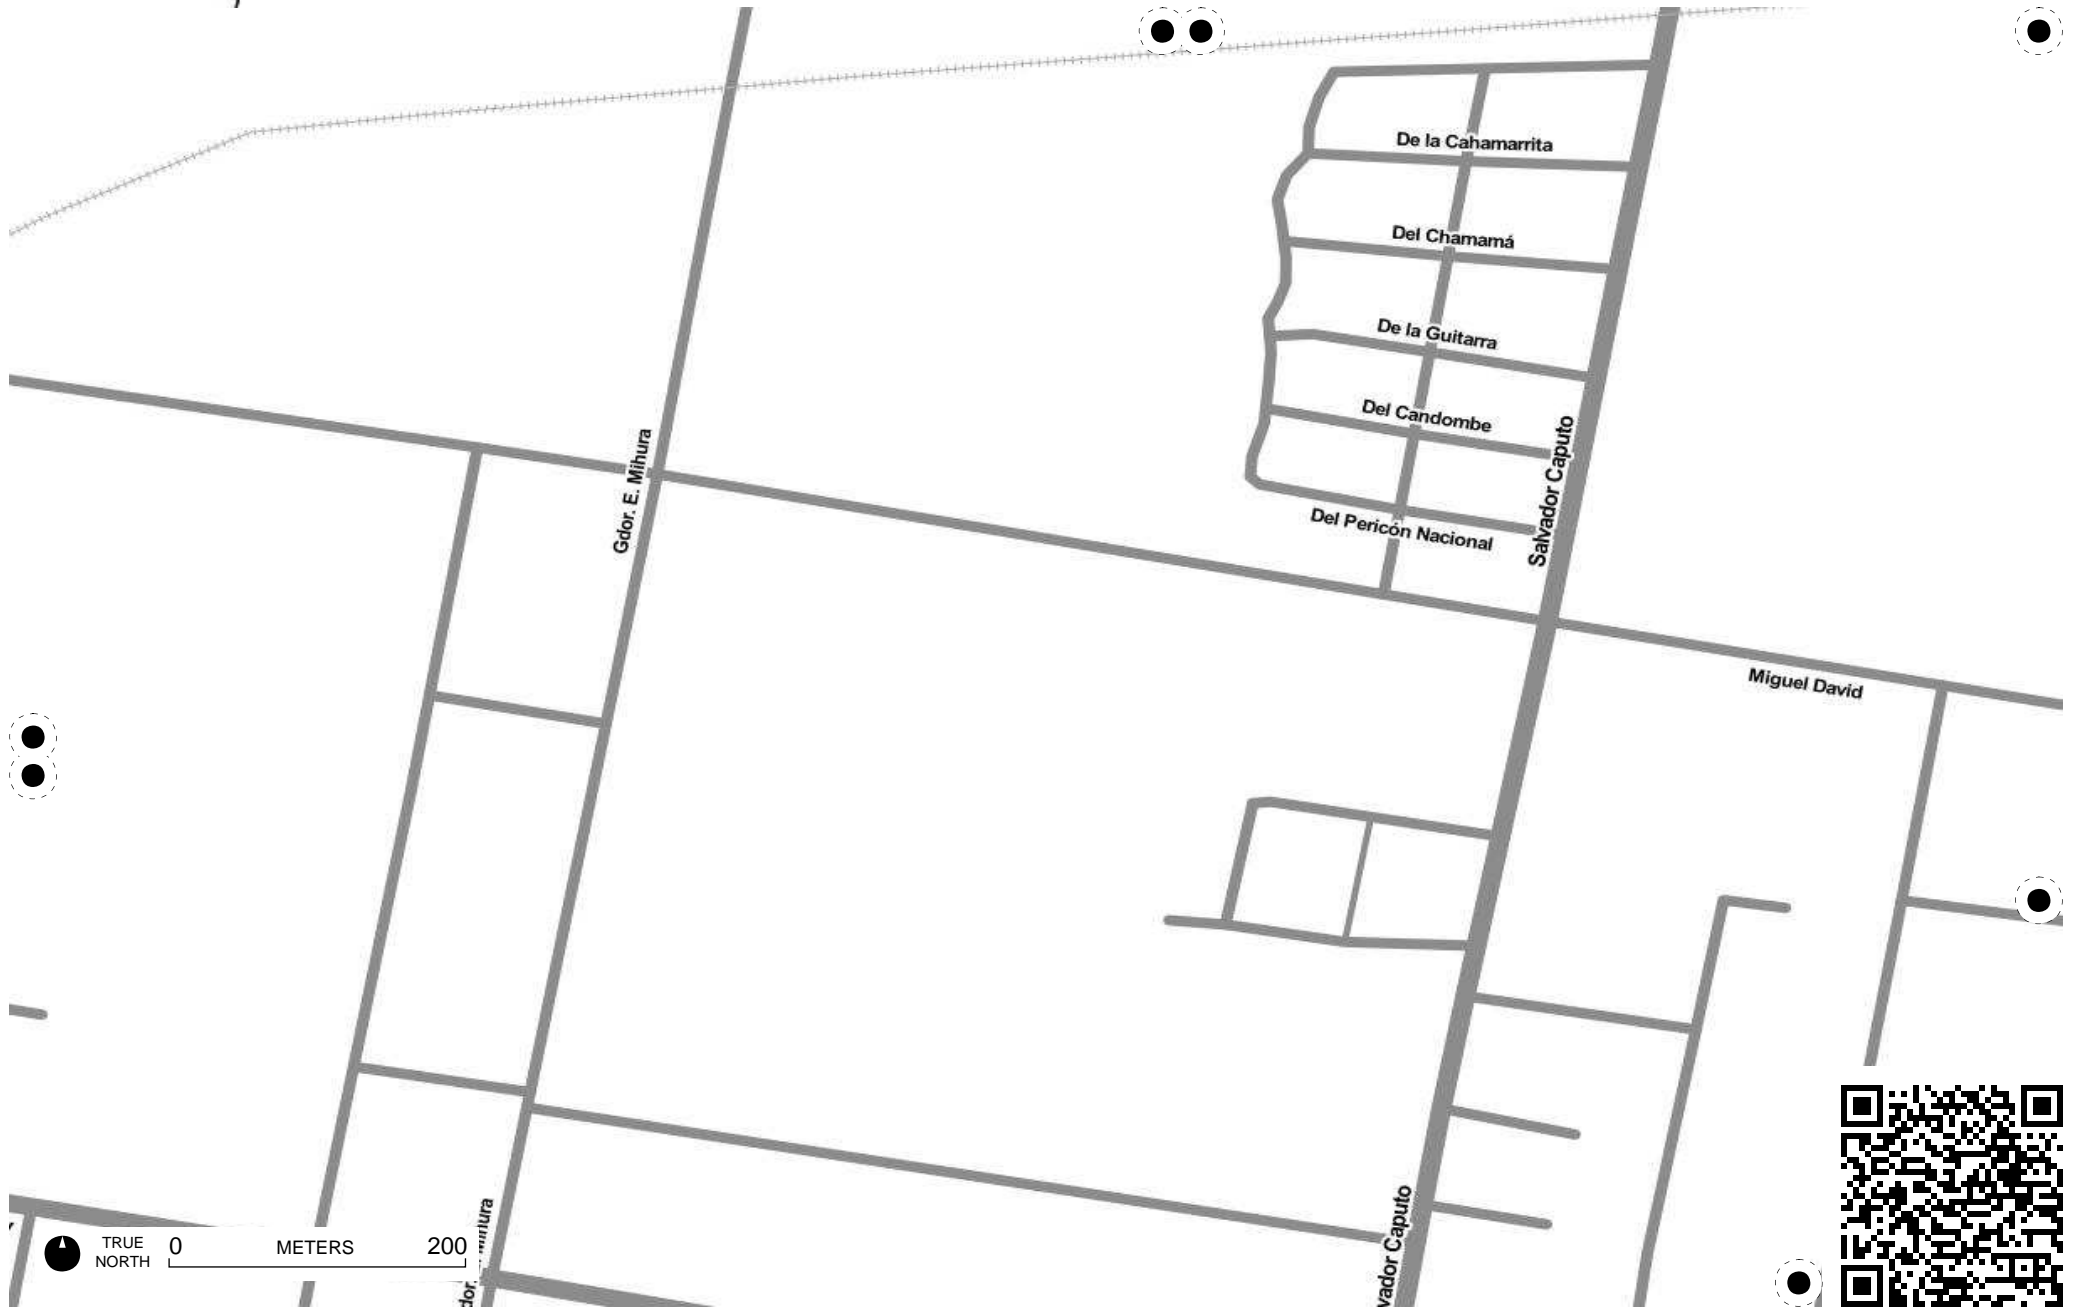 De la Cahamarrita
Del Chamamá
De la Guitarra
Del Candombe
Salvador Caputo
Gdor. E. Mihura
Del Pericón Nacional
Miguel David
vador Caputo
TRUE
NORTH
0 METERS 200